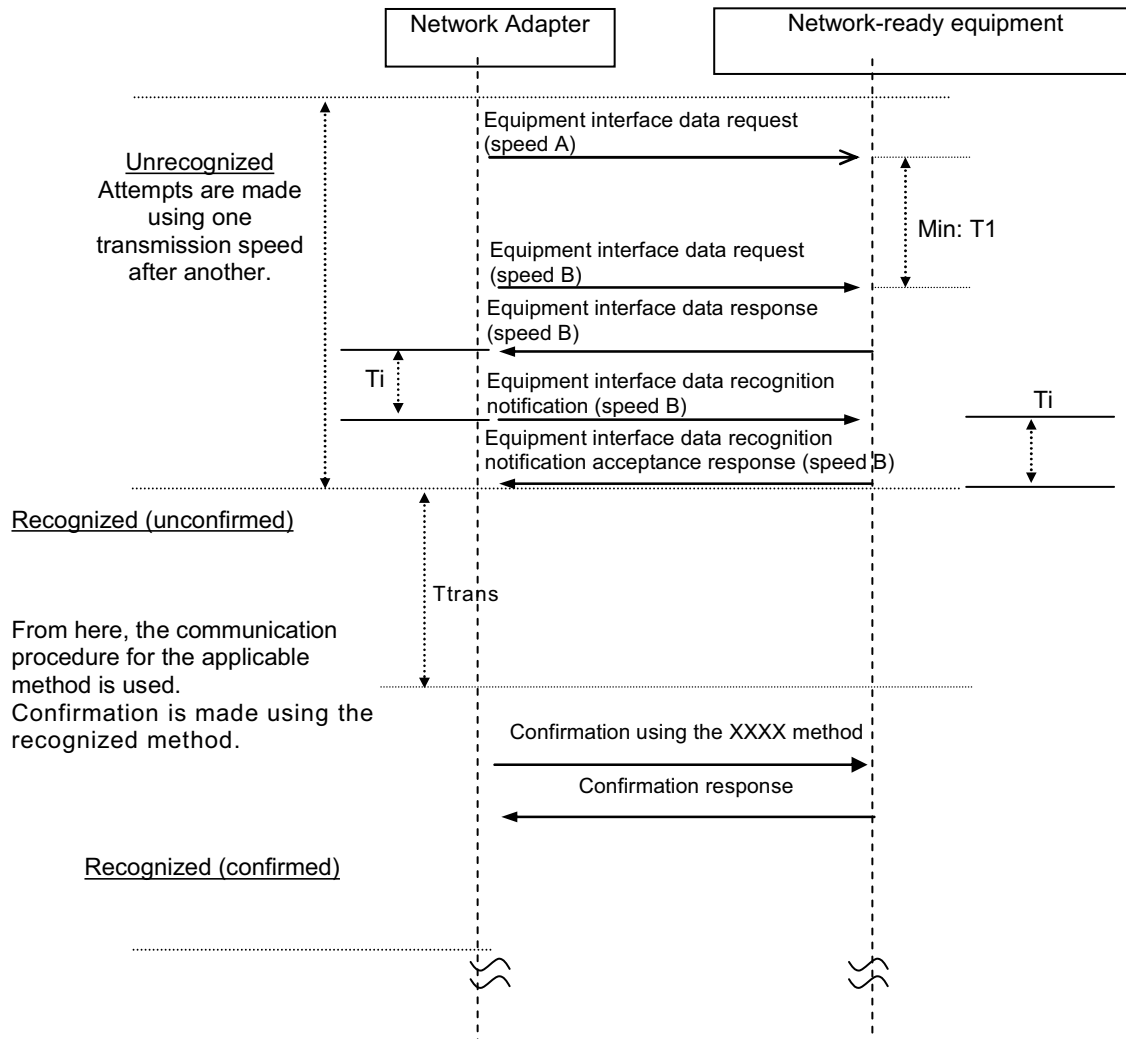 Network Adapter
Network-ready equipment
Equipment interface data request
(speed A)
Unrecognized
Attempts are made
using one
transmission speed
after another.
Min: T1
Equipment interface data request
(speed B)
Equipment interface data response
(speed B)
Ti
Equipment interface data recognition
notification (speed B)
Ti
Equipment interface data recognition
notification acceptance response (speed B)
Recognized (unconfirmed)
Ttrans
From here, the communication
procedure for the applicable
method is used.
Confirmation is made using the
recognized method.
Confirmation using the XXXX method
Confirmation response
Recognized (confirmed)